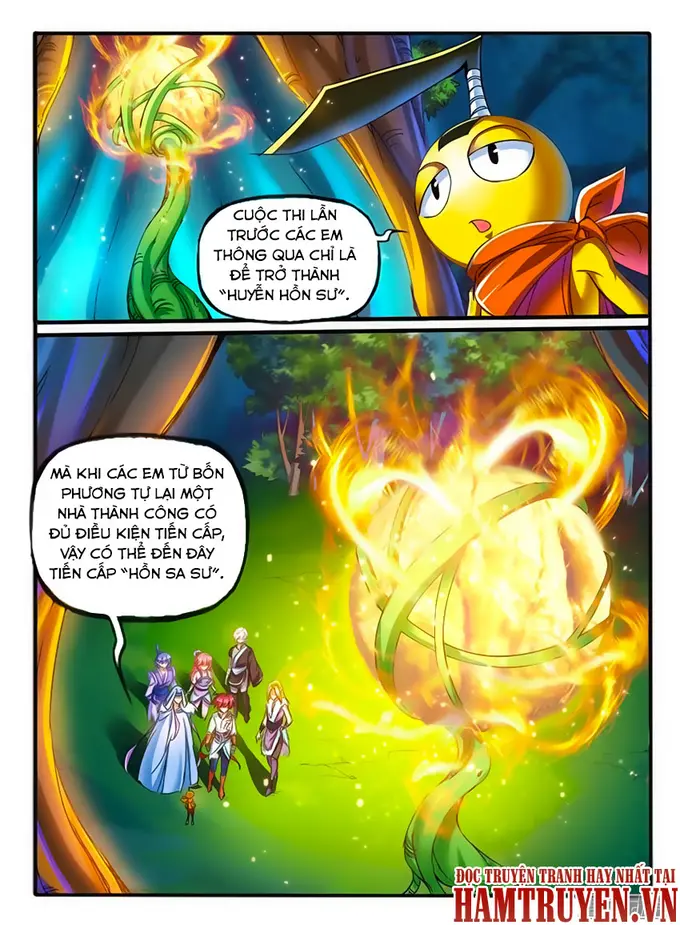 CUỘC THI LẦN
TRƯỚC CÁC EM
THÔNG QUA CHỈ LÀ
ĐỂ TRỞ THÀNH
"HUYỄN HỒN SƯ".
MÀ KHI CÁC EM TỪ BỐN
PHƯƠNG TỰ LẠI MỘT
NHÀ THÀNH CÔNG CÓ
ĐỦ ĐIỀU KIỆN TIẾN CẤP,
VẬY CÓ THỂ ĐẾN ĐÂY
TIẾN CẤP "HỒN SA SƯ".
ĐỌC TRUYỆN TRANH HAY NHẤT TẠI
HAMTRUYEN.VN